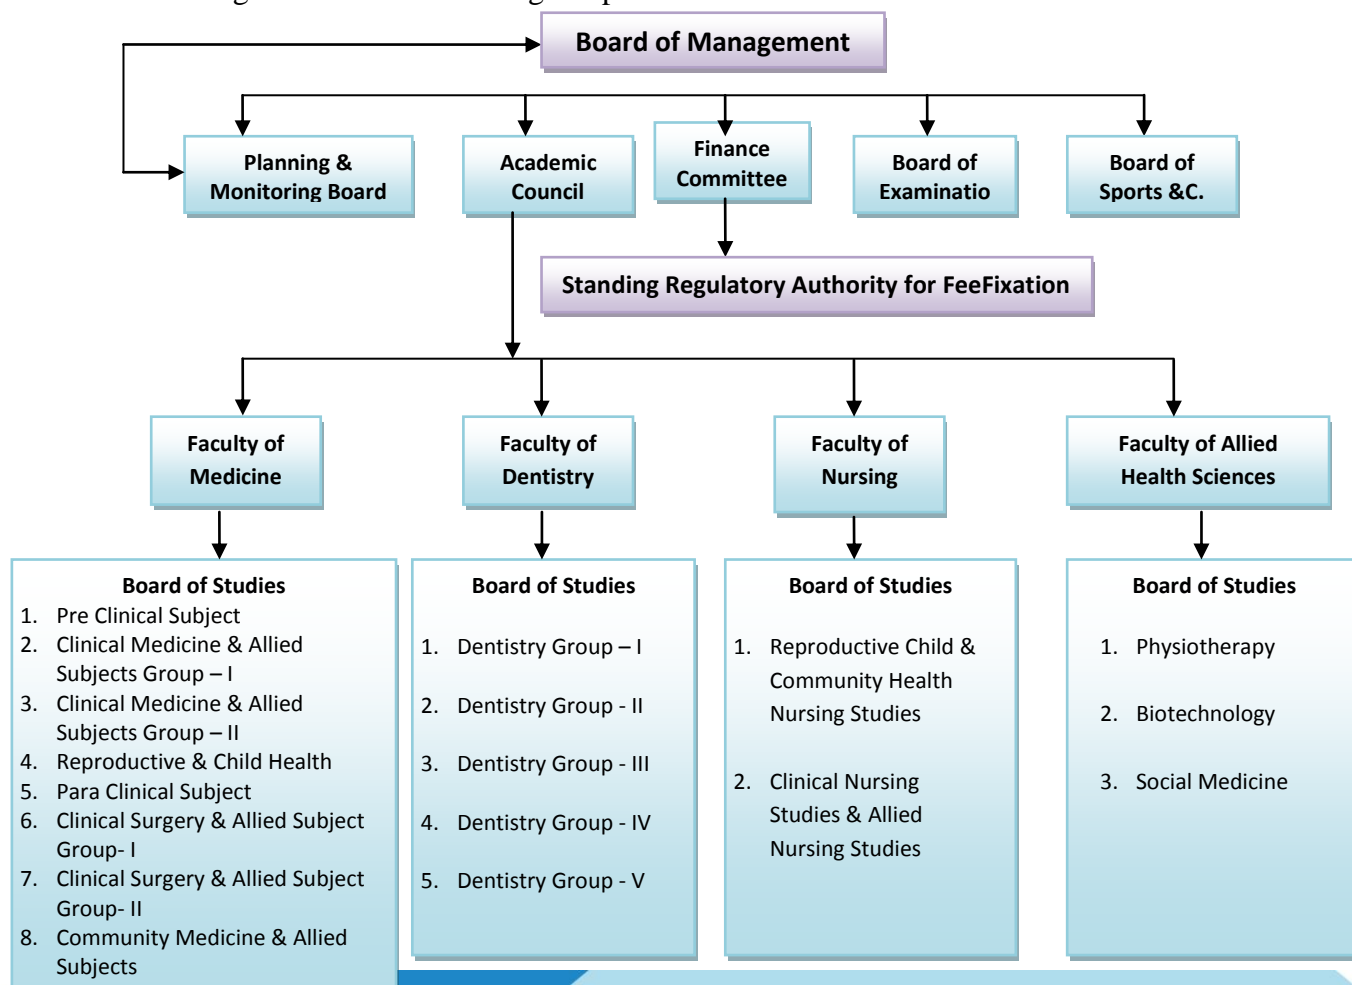 Board of Management
Planning &
Monitoring Board
Academic
Council
Finance
Committee
Board of
Examinatio
Board of
Sports &C.
Standing Regulatory Authority for FeeFixation
Faculty of
Medicine
Faculty of
Dentistry
Faculty of
Nursing
Faculty of Allied
Health Sciences
Board of Studies
1. Pre Clinical Subject
2. Clinical Medicine & Allied
Subjects Group – I
3. Clinical Medicine & Allied
Subjects Group – II
4. Reproductive & Child Health
5. Para Clinical Subject
6. Clinical Surgery & Allied Subject
Group- I
7. Clinical Surgery & Allied Subject
Group- II
8. Community Medicine & Allied
Subjects
Board of Studies
1. Dentistry Group – I
2. Dentistry Group - II
3. Dentistry Group - III
4. Dentistry Group - IV
5. Dentistry Group - V
Board of Studies
1. Reproductive Child &
Community Health
Nursing Studies
2. Clinical Nursing
Studies & Allied
Nursing Studies
Board of Studies
1. Physiotherapy
2. Biotechnology
3. Social Medicine